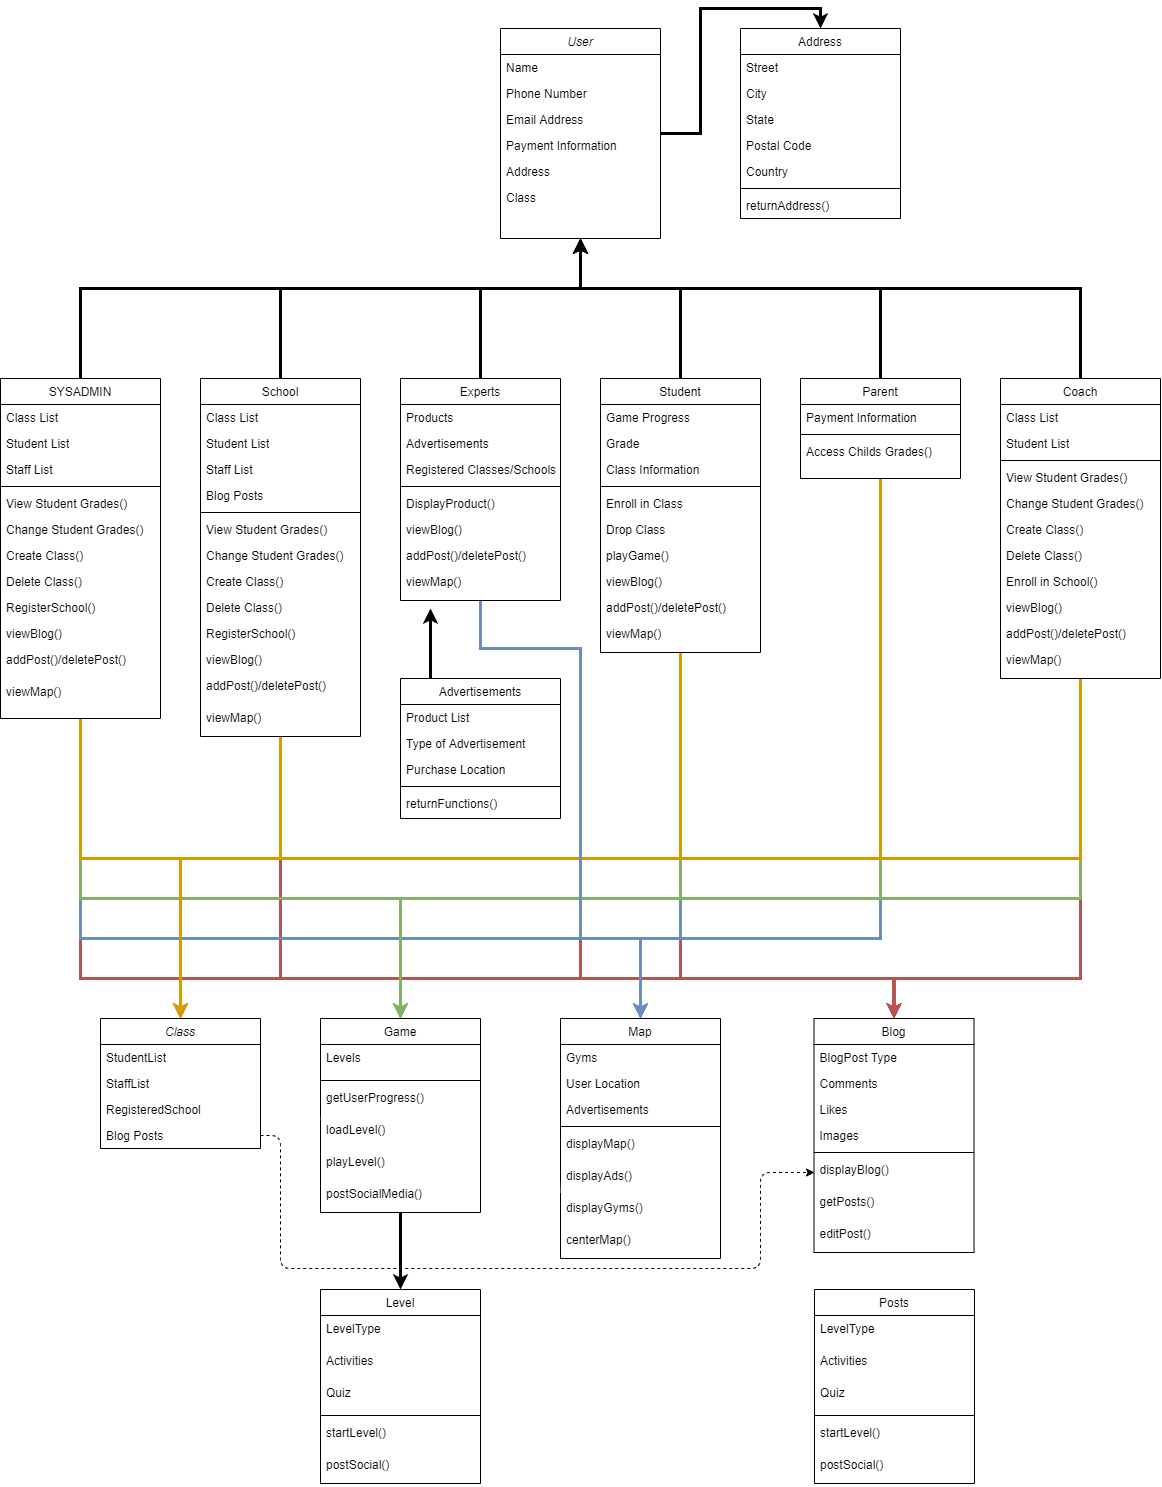 User
Name
Phone Number
Email Address
Payment Information
Address
Class
Address
Street
City
State
Postal Code
Country
returnAddress()
SYSADMIN
Class List
Student List
Staff List
View Student Grades()
Change Student Grades()
Create Class()
Delete Class()
RegisterSchool()
viewBlog()
addPost()/deletePost()
viewMap()
School
Class List
Student List
Staff List
Blog Posts
View Student Grades()
Change Student Grades()
Create Class()
Delete Class()
RegisterSchool()
viewBlog()
addPost()/deletePost()
viewMap()
Experts
Products
Advertisements
Registered Classes/Schools
DisplayProduct()
viewBlog()
addPost()/deletePost()
viewMap()
Student
Game Progress
Grade
Class Information
Enroll in Class
Drop Class
playGame()
viewBlog()
addPost()/deletePost()
viewMap()
Parent
Payment Information
Access Childs Grades()
Coach
Class List
Student List
View Student Grades()
Change Student Grades()
Create Class()
Delete Class()
Enroll in School()
viewBlog()
addPost()/deletePost()
viewMap()
Advertisements
Product List
Type of Advertisement
Purchase Location
returnFunctions()
Class
StudentList
StaffList
RegisteredSchool
Blog Posts
Game
Levels
getUserProgress()
loadLevel()
playLevel()
postSocialMedia()
Map
Gyms
User Location
Advertisements
displayMap()
displayAds()
displayGyms()
centerMap()
Blog
BlogPost Type
Comments
Likes
Images
displayBlog()
getPosts()
editPost()
Level
LevelType
Activities
Quiz
startLevel()
postSocial()
Posts
LevelType
Activities
Quiz
startLevel()
postSocial()